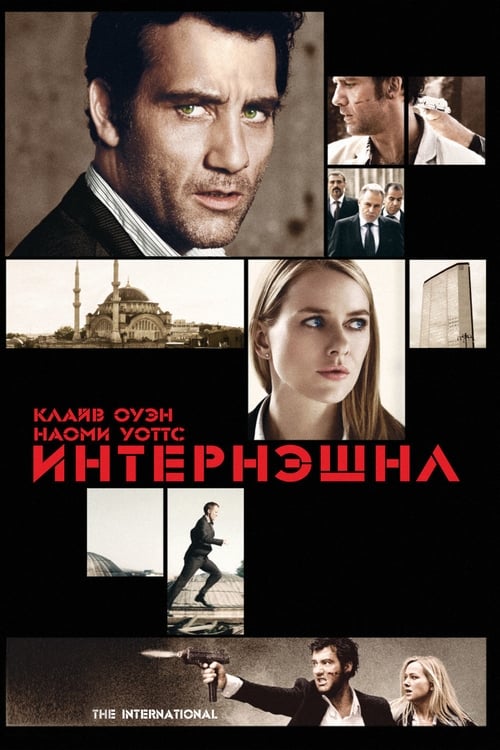 КЛАЙВ ОУЭН
НАОМИ УОТТС
ИНТЕРНЭШНЛ
THE INTERNATIONAL